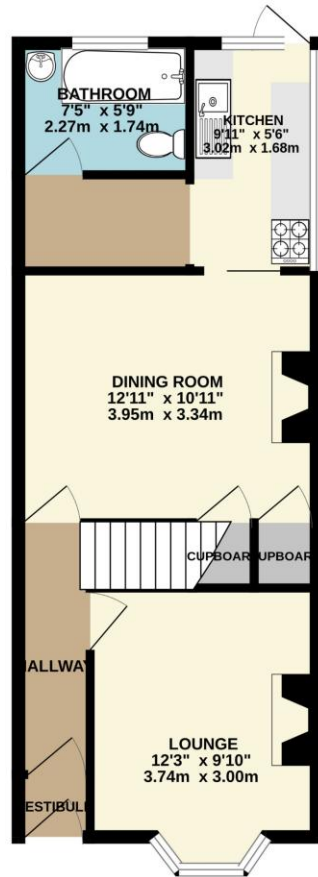 BATHROOM
7'5" x 5'9"
2.27m x 1.74m
KITCHEN
9'11" x 5'6"
3.02m x 1.68m
DINING ROOM
12'11" x 10'11"
3.95m x 3.34m
CUPBOAR
UPBOAR
HALLWAY
LOUNGE
12'3" x 9'10"
3.74m x 3.00m
ESTIBULE